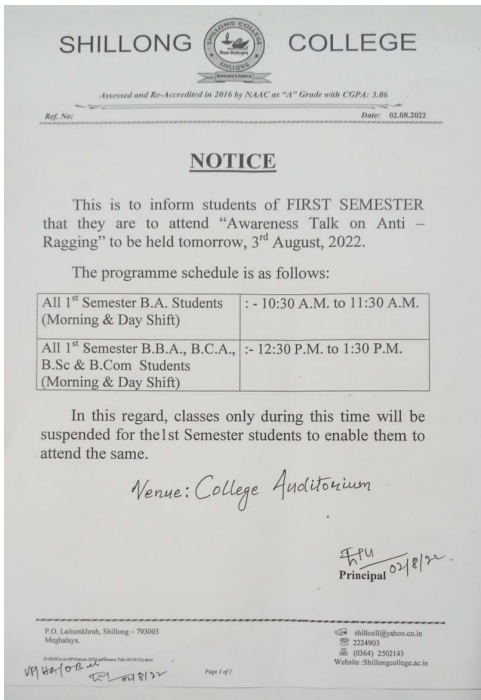 SHILLONG COLLEGE
SHILLONG COLLEGE
SHILLONG
Assessed and Re-Accredited in 2016 by NAAC as "A" Grade with CGPA: 3.06
Ref. No: Date: 02.08.2022
NOTICE
This is to inform students of FIRST SEMESTER
that they are to attend “Awareness Talk on Anti –
Ragging” to be held tomorrow, 3rd August, 2022.
The programme schedule is as follows:
All 1st Semester B.A. Students :- 10:30 A.M. to 11:30 A.M.
(Morning & Day Shift)
All 1st Semester B.B.A., B.C.A., :- 12:30 P.M. to 1:30 P.M.
B.Sc & B.Com Students
(Morning & Day Shift)
In this regard, classes only during this time will be
suspended for the1st Semester students to enable them to
attend the same.
Venue: College Auditorium
Principal 02/8/22.
P.O. Laitumkhrah, Shillong – 793003
Meghalaya.
shillcoll@yahoo.co.in
2224903
(0364) 2502143
Website :Shillongcollege.ac.in
Page 1 of 1